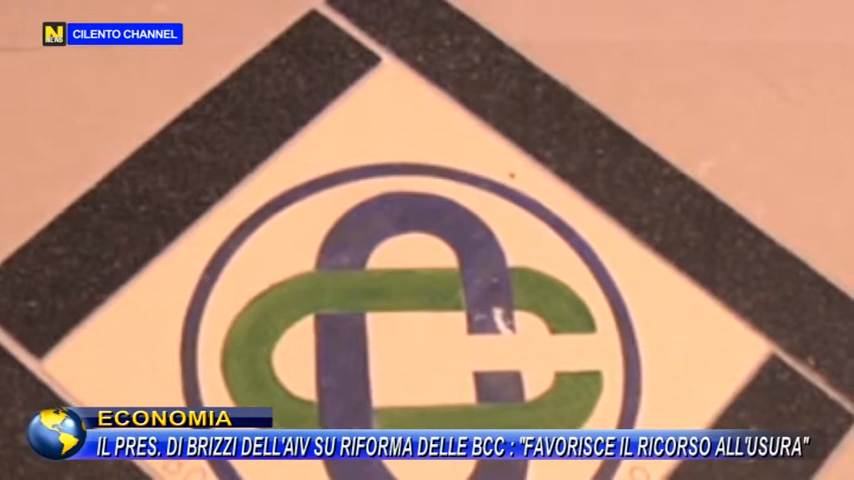 CILENTO CHANNEL
ECONOMIA
IL PRES. DI BRIZZI DELL'AIV SU RIFORMA DELLE BCC : "FAVORISCE IL RICORSO ALL'USURA"